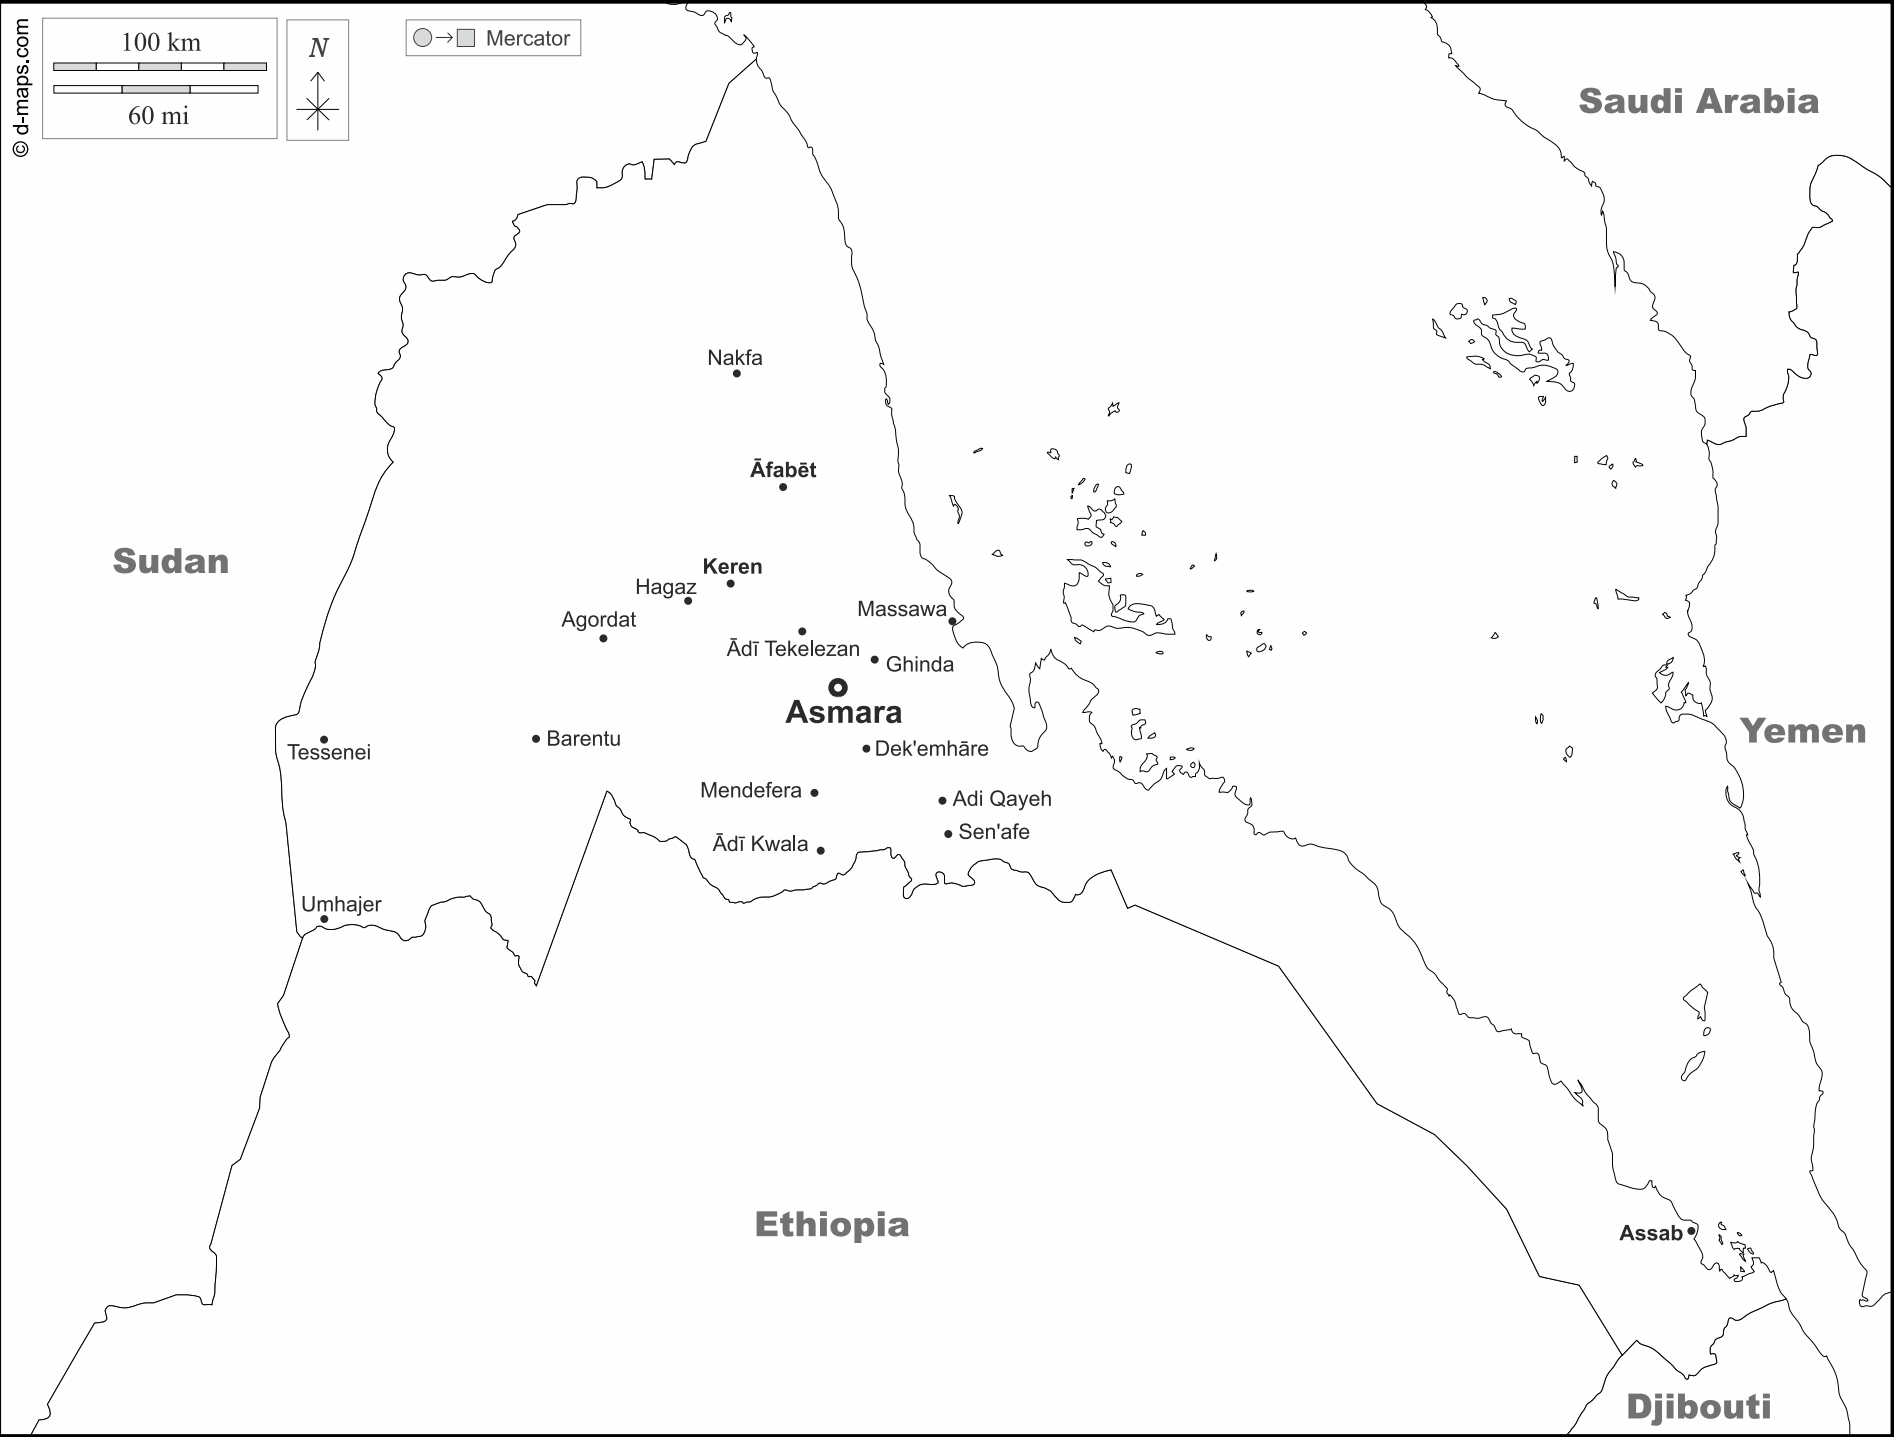 © d-maps.com
100 km
60 mi
N
Mercator
Saudi Arabia
Nakfa
Āfabēt
Sudan
Keren
Hagaz
Agordat
Massawa
Ādī Tekelezan
Ghinda
Asmara
Yemen
Tessenei
Barentu
Dek'emhāre
Mendefera
Adi Qayeh
Sen'afe
Ādī Kwala
Umhajer
Ethiopia
Assab
Djibouti